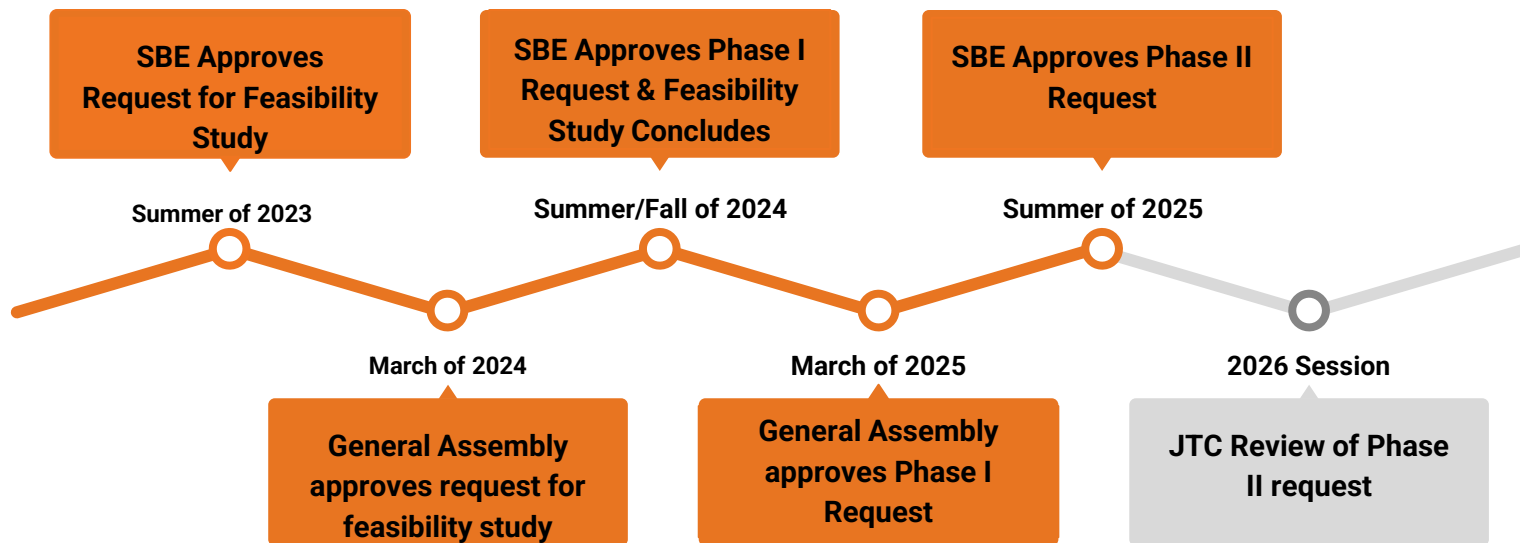 SBE Approves
Request for Feasibility
Study
Summer of 2023
SBE Approves Phase I
Request & Feasibility
Study Concludes
Summer/Fall of 2024
SBE Approves Phase II
Request
Summer of 2025
March of 2024
General Assembly
approves request for
feasibility study
March of 2025
General Assembly
approves Phase I
Request
2026 Session
JTC Review of Phase
II request